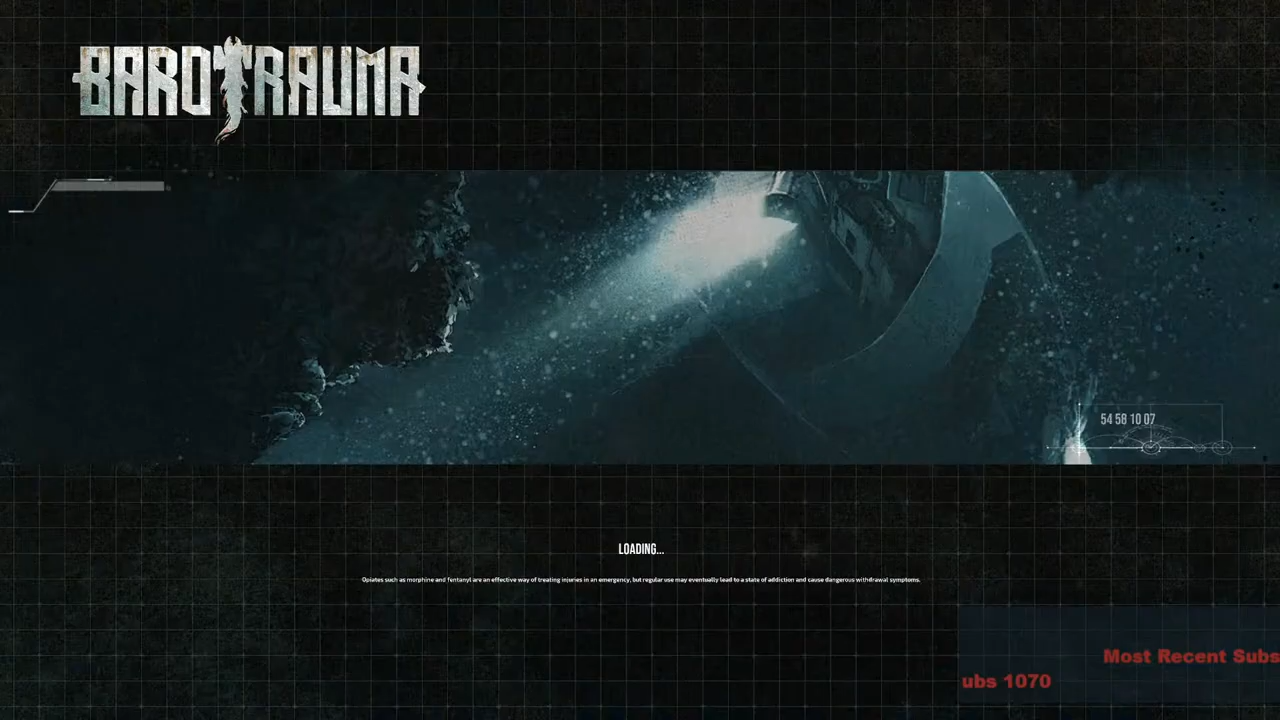 BAROTRAUMA
54 58 10 07
LOADING...
Opiates such as morphine and fentanyl are an effective way of treating injuries in an emergency, but regular use may eventually lead to a state of addiction and cause dangerous withdrawal symptoms.
Most Recent Subs
ubs 1070